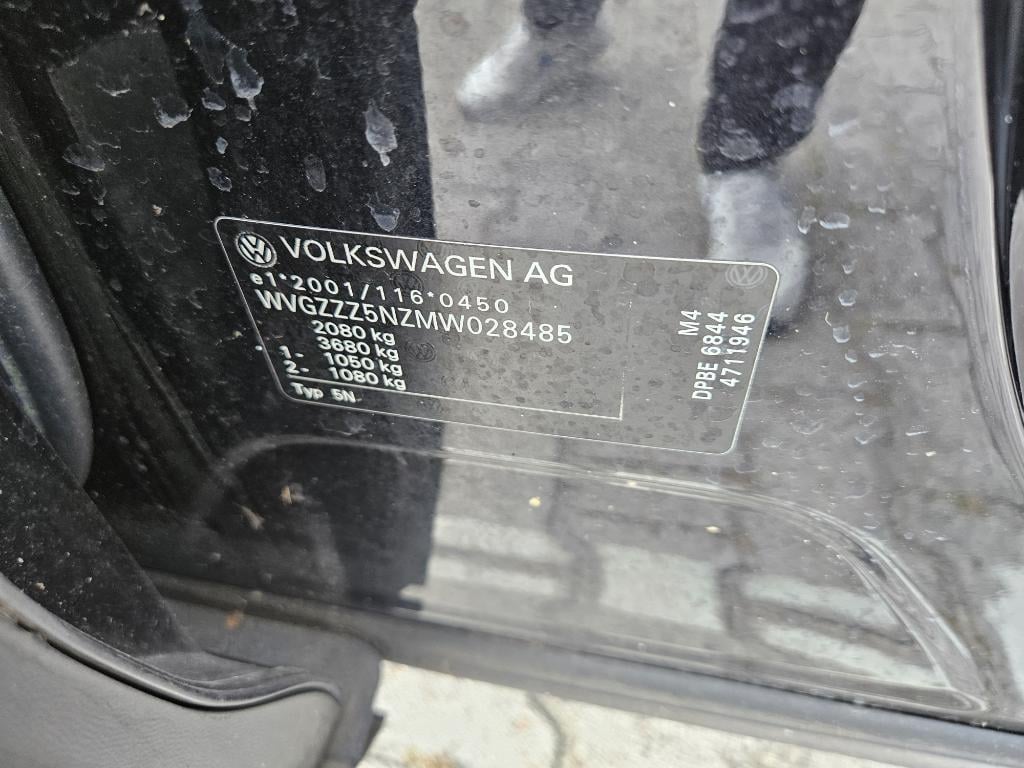 VOLKSWAGEN AG
e1*2001/116*0450
WVGZZZ5NZMW028485
2080 kg
3680 kg
1- 1050 kg
2- 1080 kg
Typ 5N
M4
DPBE 6844
4711946